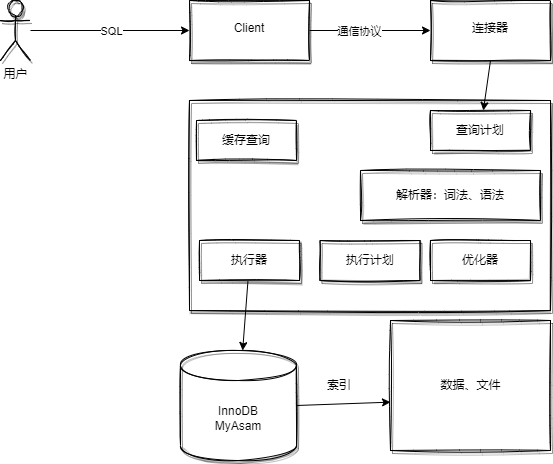 SQL
Client
通信协议
连接器
用户
缓存查询
查询计划
解析器：词法、语法
执行器
执行计划
优化器
InnoDB
MyAsam
索引
数据、文件